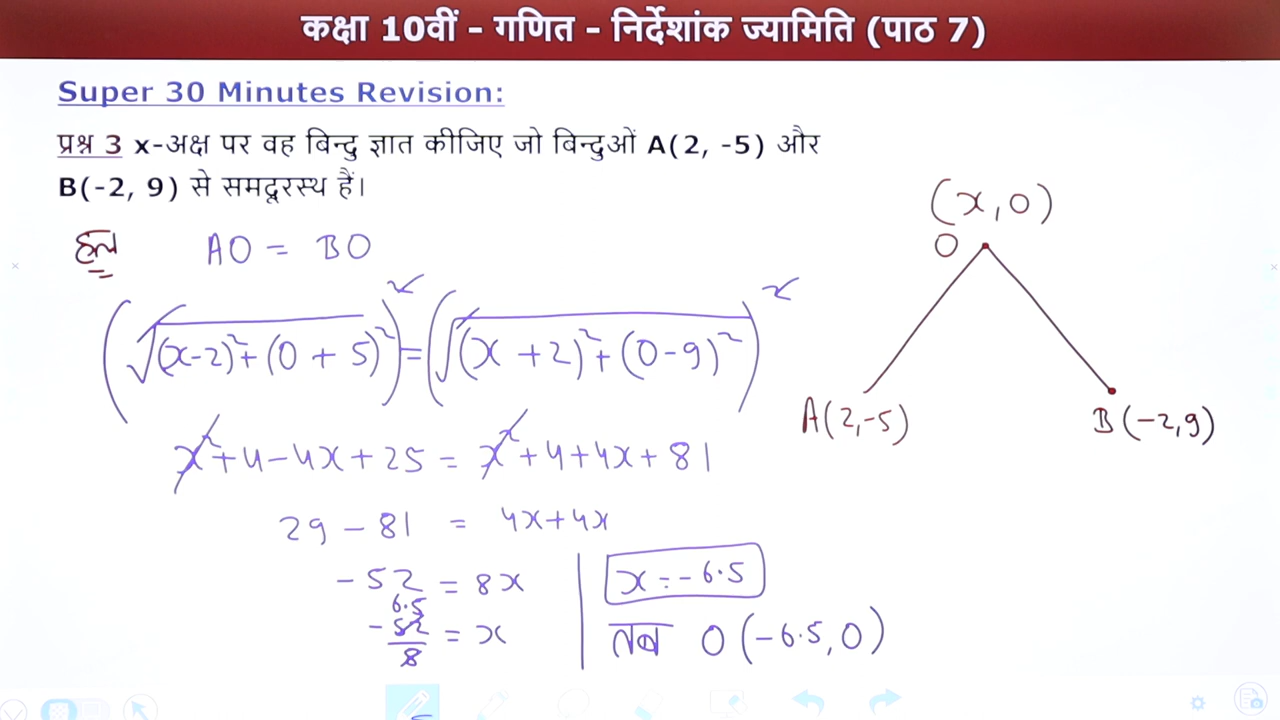 कक्षा 10वीं - गणित - निर्देशांक ज्यामिति (पाठ 7)
Super 30 Minutes Revision:
प्रश्न 3 x-अक्ष पर वह बिन्दु ज्ञात कीजिए जो बिन्दुओं A(2, -5) और
B(-2, 9) से समदूरस्थ हैं।
(x, 0)
O
A(2,-5)
B(-2,9)
हल AO = BO
(√(x-2)²+(0+5)²)² = (√(x+2)²+(0-9)²)²
x²+4-4x+25 = x²+4+4x+81
29-81 = 4x+4x
-52 = 8x
6.5
-52/8 = x
x = -6.5
तब O(-6.5,0)